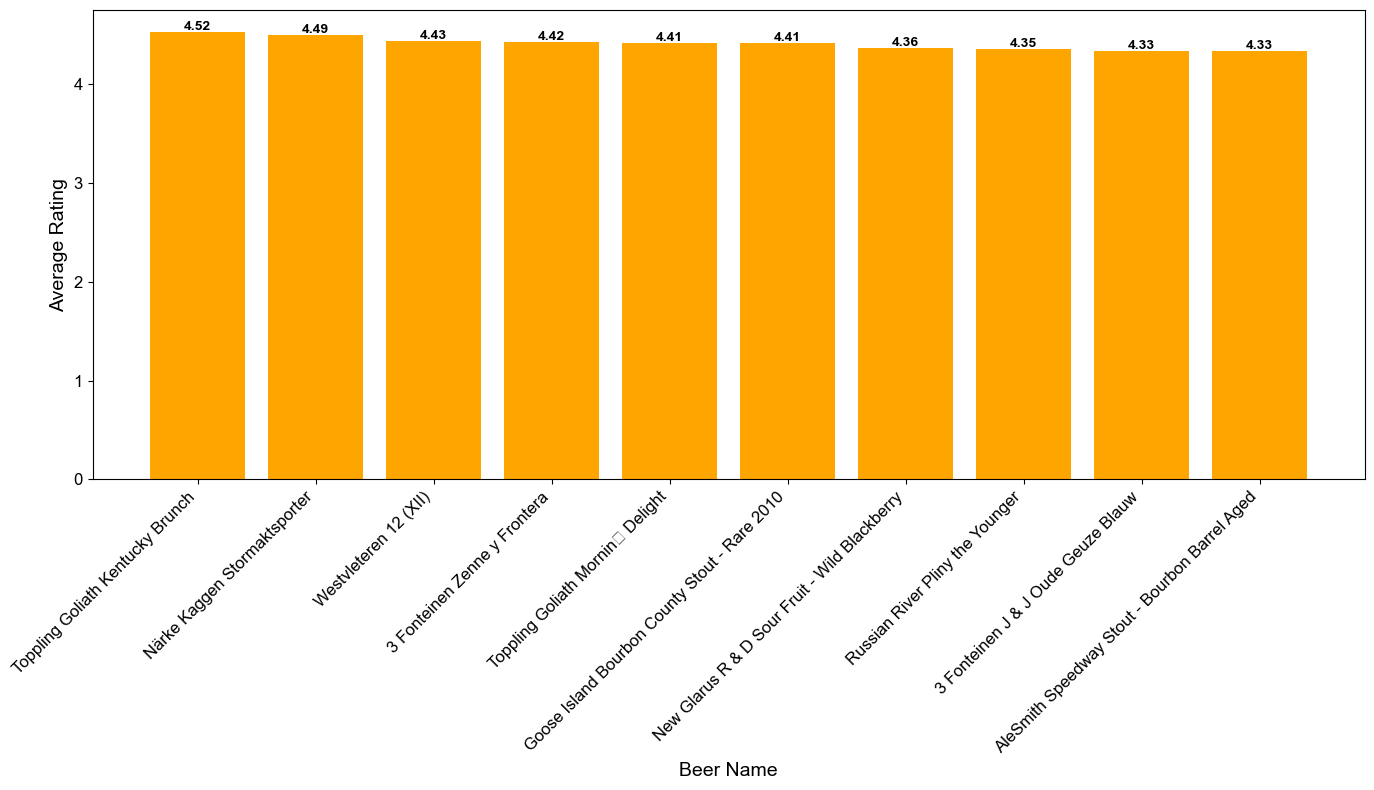 4.52
4.49
4.43
4.42
4.41
4.41
4.36
4.35
4.33
4.33
4
3
2
1
0
Average Rating
Toppling Goliath Kentucky Brunch
Närke Kaggen Stormaktsporter
Westvleteren 12 (XII)
3 Fonteinen Zenne y Frontera
Toppling Goliath Mornin▯ Delight
Goose Island Bourbon County Stout - Rare 2010
New Glarus R & D Sour Fruit - Wild Blackberry
Russian River Pliny the Younger
3 Fonteinen J & J Oude Geuze Blauw
AleSmith Speedway Stout - Bourbon Barrel Aged
Beer Name